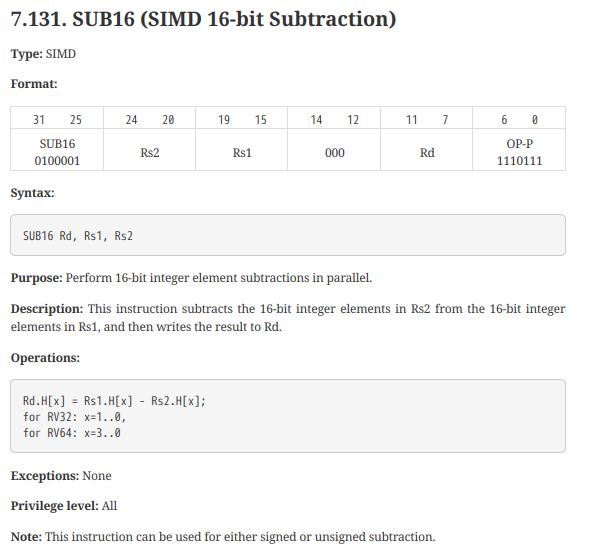 7.131. SUB16 (SIMD 16-bit Subtraction)
Type: SIMD
Format:
31 25 24 20 19 15 14 12 11 7 6 0
SUB16
0100001 Rs2 Rs1 000 Rd OP-P
1110111
Syntax:
SUB16 Rd, Rs1, Rs2
Purpose: Perform 16-bit integer element subtractions in parallel.
Description: This instruction subtracts the 16-bit integer elements in Rs2 from the 16-bit integer
elements in Rs1, and then writes the result to Rd.
Operations:
Rd.H[x] = Rs1.H[x] - Rs2.H[x];
for RV32: x=1..0,
for RV64: x=3..0
Exceptions: None
Privilege level: All
Note: This instruction can be used for either signed or unsigned subtraction.